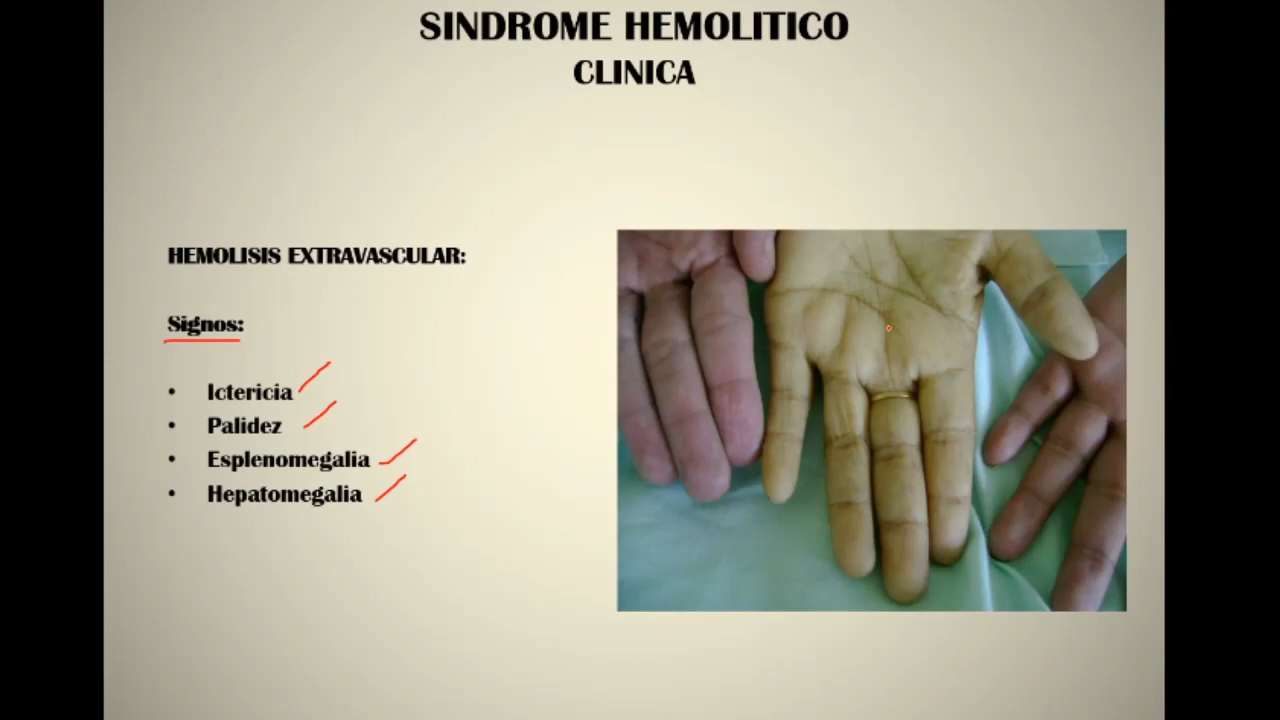 SINDROME HEMOLITICO
CLINICA
HEMOLISIS EXTRAVASCULAR:
Signos:
• Ictericia
• Palidez
• Esplenomegalia
• Hepatomegalia